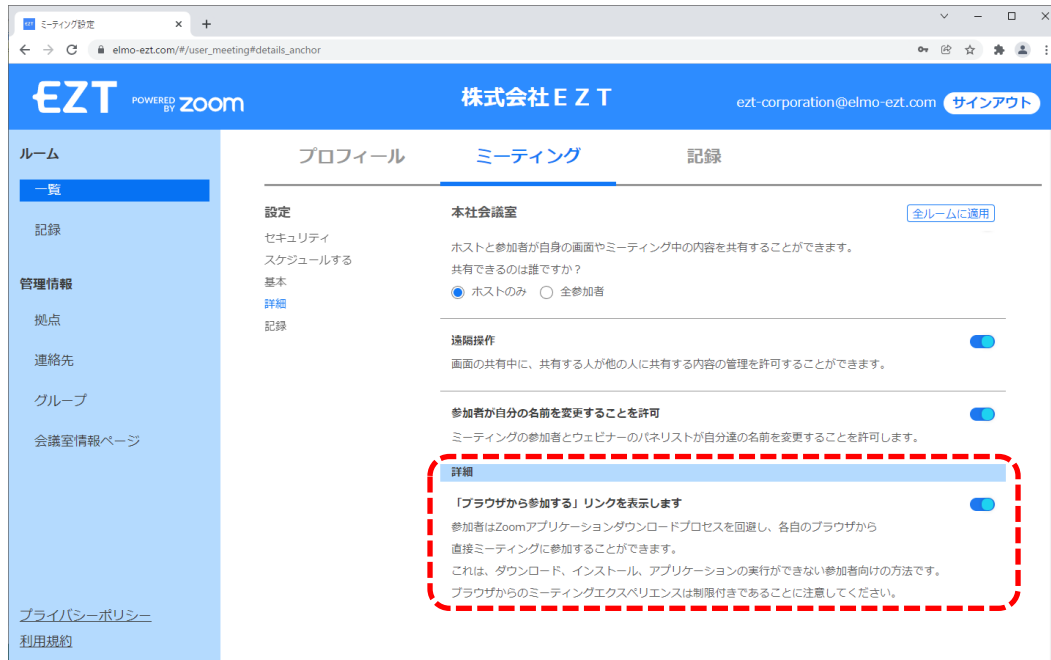 ミーティング設定
elmo-ezt.com/#/user_meeting#details_anchor
EZT POWERED BY zoom
株式会社ＥＺＴ
ezt-corporation@elmo-ezt.com サインアウト
ルーム
一覧
記録
管理情報
拠点
連絡先
グループ
会議室情報ページ
プライバシーポリシー
利用規約
プロフィール ミーティング 記録
設定
セキュリティ
スケジュールする
基本
詳細
記録
本社会議室 全ルームに適用
ホストと参加者が自身の画面やミーティング中の内容を共有することができます。
共有できるのは誰ですか？
ホストのみ 全参加者
遠隔操作
画面の共有中に、共有する人が他の人に共有する内容の管理を許可することができます。
参加者が自分の名前を変更することを許可
ミーティングの参加者とウェビナーのパネリストが自分達の名前を変更することを許可します。
詳細
「ブラウザから参加する」リンクを表示します
参加者はZoomアプリケーションダウンロードプロセスを回避し、各自のブラウザから
直接ミーティングに参加することができます。
これは、ダウンロード、インストール、アプリケーションの実行ができない参加者向けの方法です。
ブラウザからのミーティングエクスペリエンスは制限付きであることに注意してください。